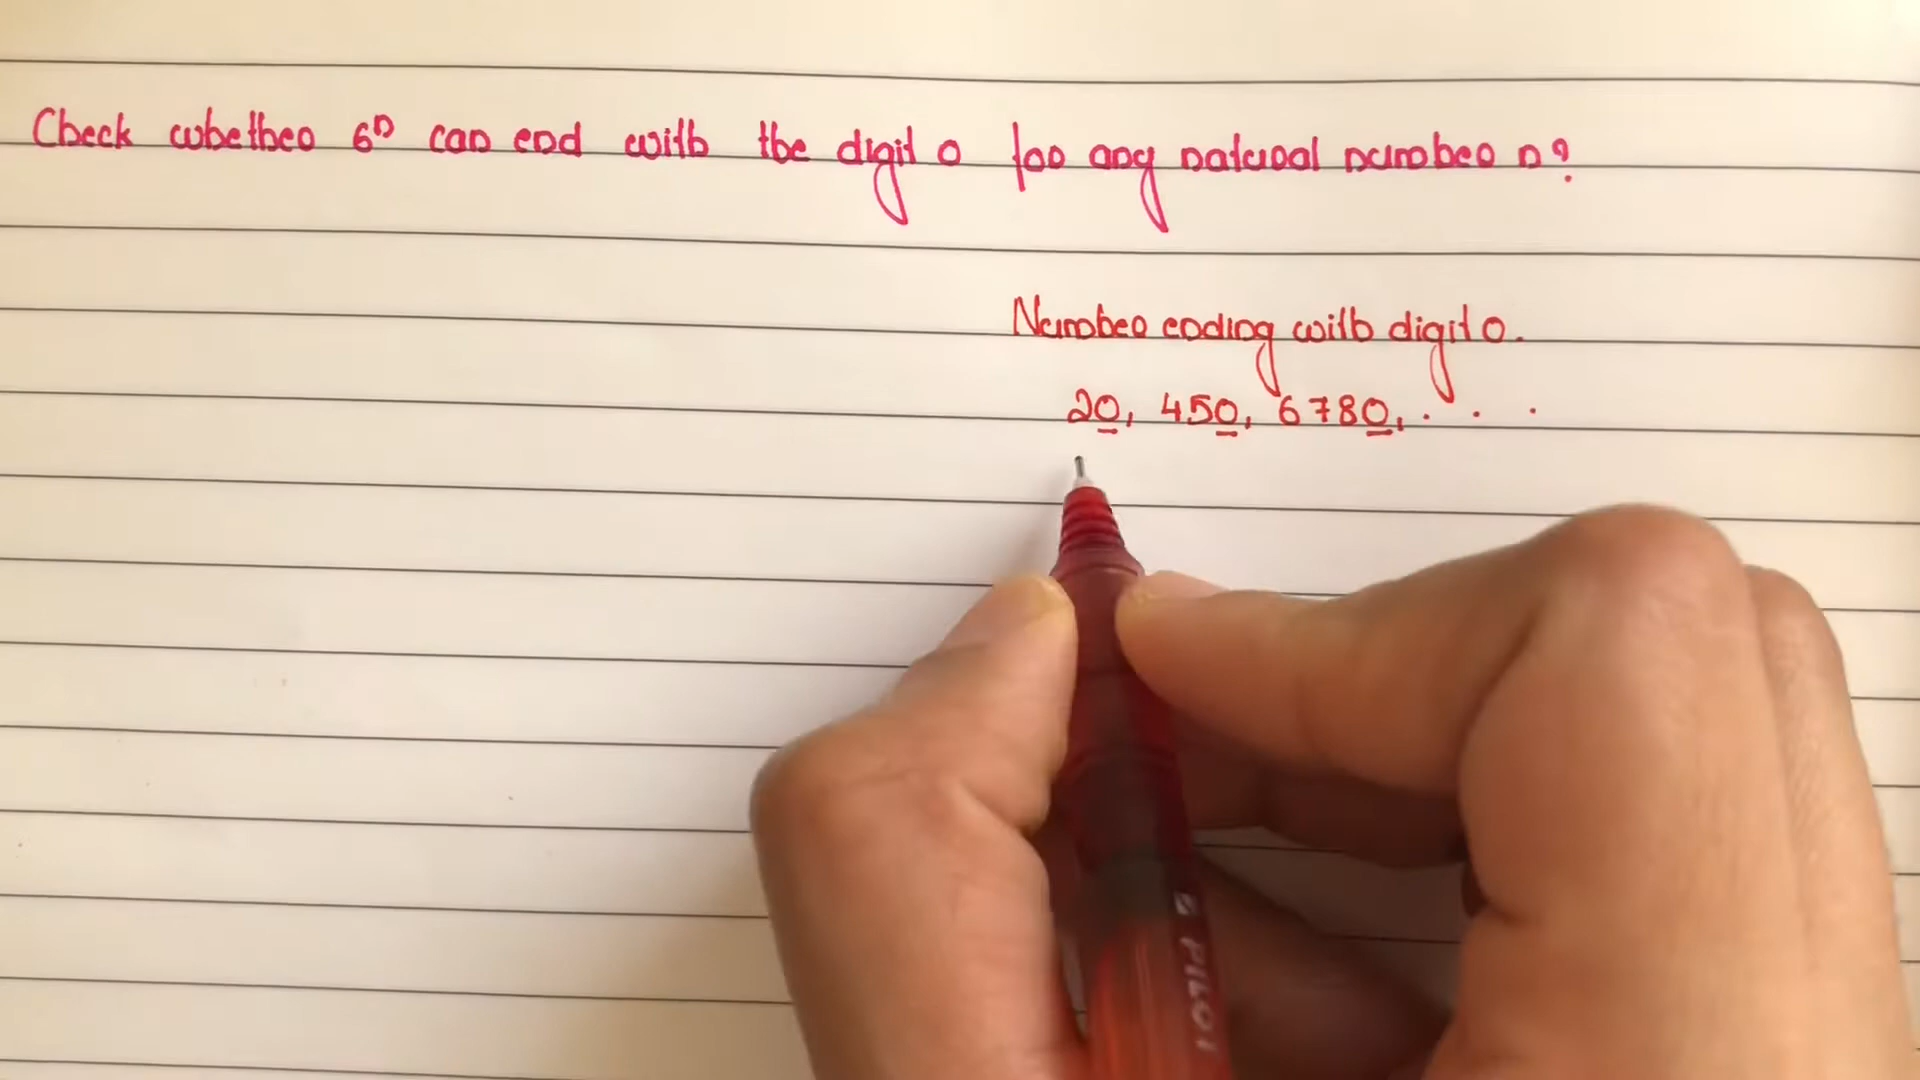 Check whether 6ⁿ can end with the digit 0 for any natural number n?
Number ending with digit 0.
20, 450, 6780, . . .
PILOT